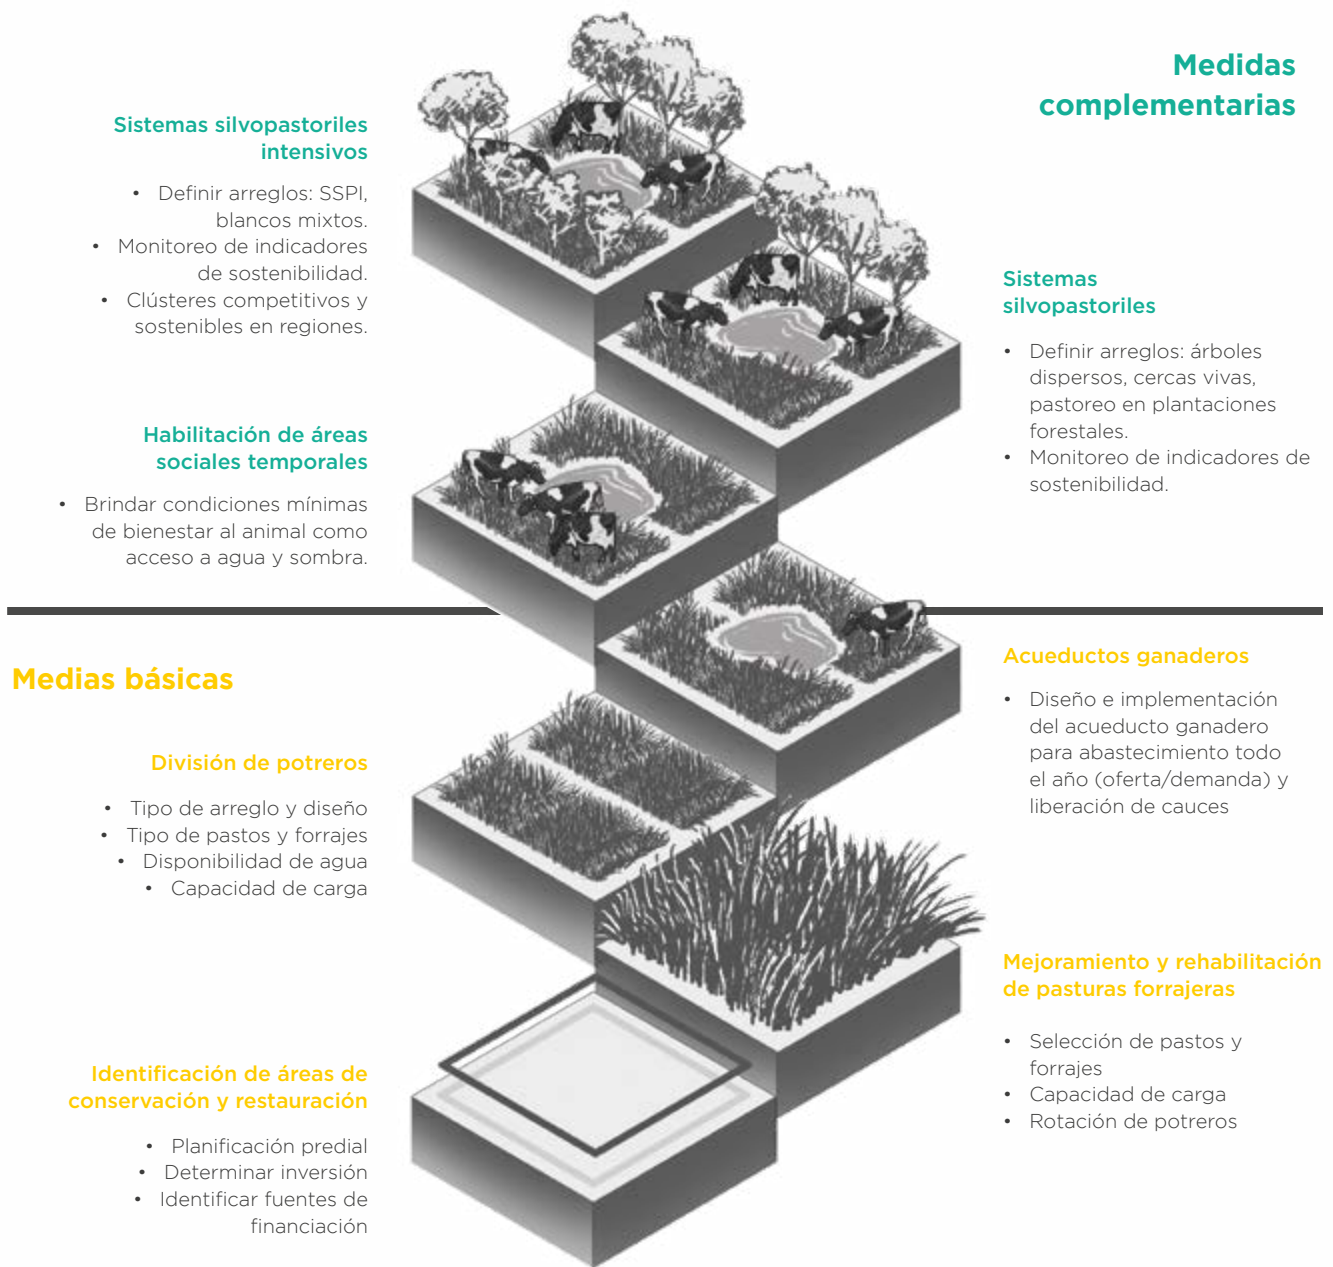 Medidas
complementarias
Sistemas silvopastoriles
intensivos
• Definir arreglos: SSPI,
blancos mixtos.
• Monitoreo de indicadores
de sostenibilidad.
• Clústeres competitivos y
sostenibles en regiones.
Sistemas
silvopastoriles
• Definir arreglos: árboles
dispersos, cercas vivas,
pastoreo en plantaciones
forestales.
• Monitoreo de indicadores de
sostenibilidad.
Habilitación de áreas
sociales temporales
• Brindar condiciones mínimas
de bienestar al animal como
acceso a agua y sombra.
Medias básicas
Acueductos ganaderos
• Diseño e implementación
del acueducto ganadero
para abastecimiento todo
el año (oferta/demanda) y
liberación de cauces
División de potreros
• Tipo de arreglo y diseño
• Tipo de pastos y forrajes
• Disponibilidad de agua
• Capacidad de carga
Mejoramiento y rehabilitación
de pasturas forrajeras
• Selección de pastos y
forrajes
• Capacidad de carga
• Rotación de potreros
Identificación de áreas de
conservación y restauración
• Planificación predial
• Determinar inversión
• Identificar fuentes de
financiación